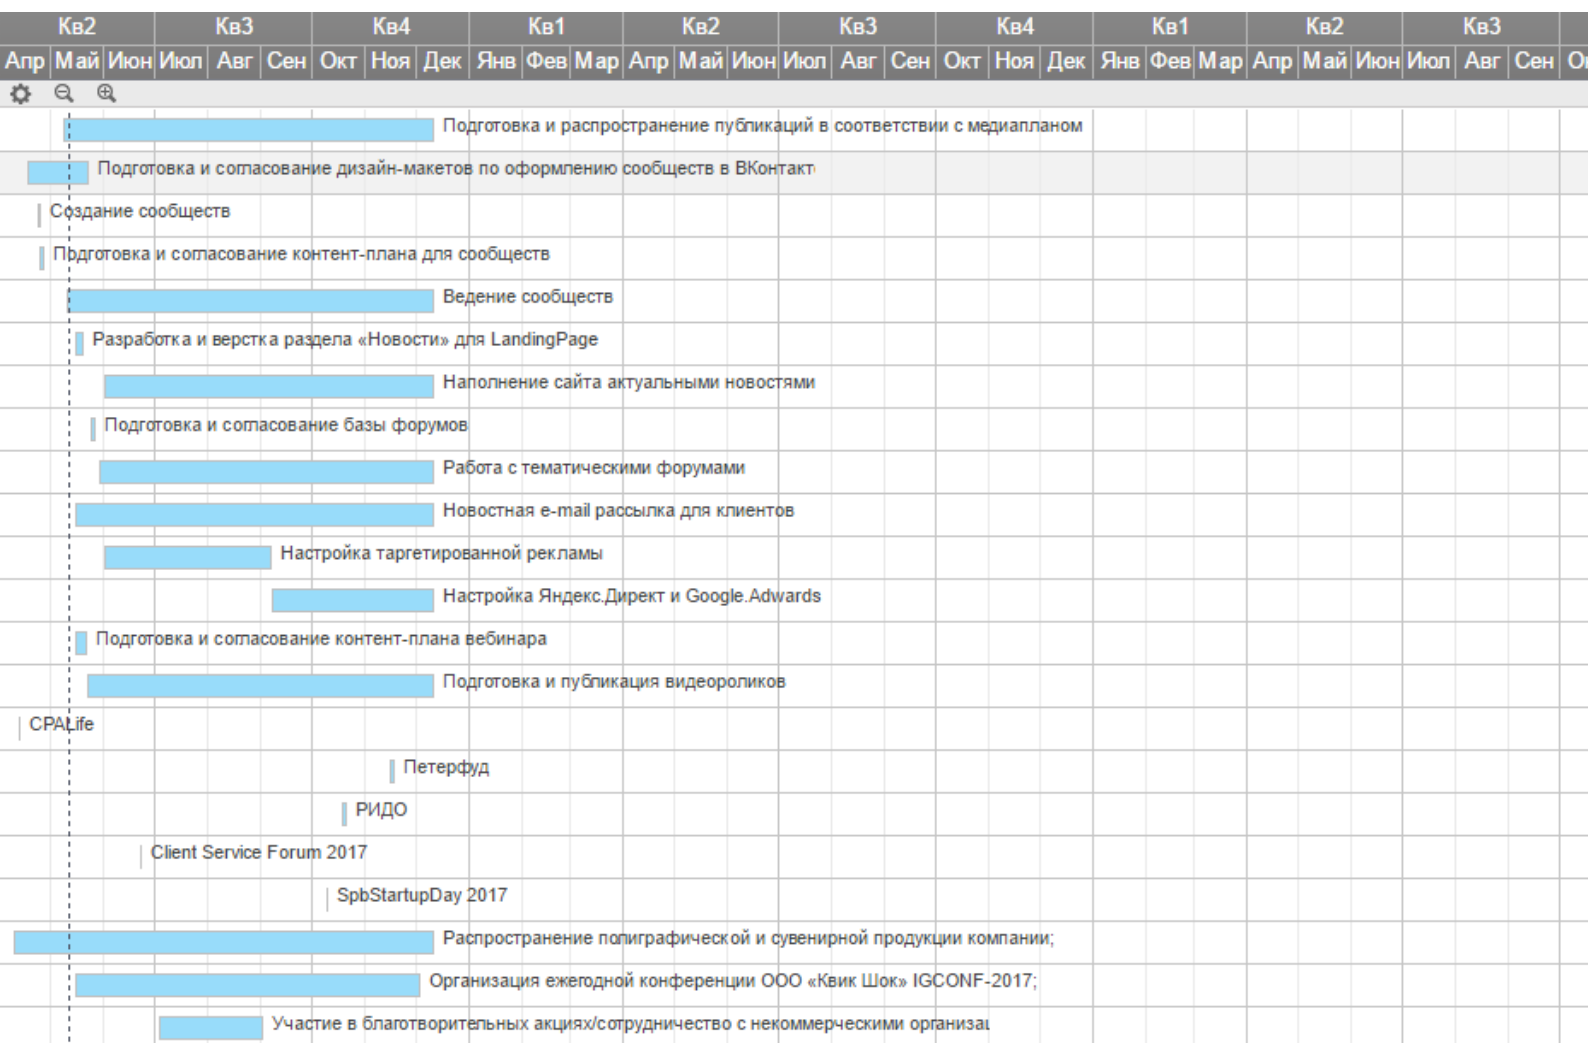 Кв2 Кв3 Кв4 Кв1 Кв2 Кв3 Кв4 Кв1 Кв2 Кв3
Апр Май Июн Июл Авг Сен Окт Ноя Дек Янв Фев Мар Апр Май Июн Июл Авг Сен Окт Ноя Дек Янв Фев Мар Апр Май Июн Июл Авг Сен
Подготовка и распространение публикаций в соответствии с медиапланом
Подготовка и согласование дизайн-макетов по оформлению сообществ в ВКонтакт
Создание сообществ
Подготовка и согласование контент-плана для сообществ
Ведение сообществ
Разработка и верстка раздела «Новости» для LandingPage
Наполнение сайта актуальными новостями
Подготовка и согласование базы форумов
Работа с тематическими форумами
Новостная e-mail рассылка для клиентов
Настройка таргетированной рекламы
Настройка Яндекс.Директ и Google.Adwards
Подготовка и согласование контент-плана вебинара
Подготовка и публикация видеороликов
CPALife
Петерфуд
РИДО
Client Service Forum 2017
SpbStartupDay 2017
Распространение полиграфической и сувенирной продукции компании;
Организация ежегодной конференции ООО «Квик Шок» IGCONF-2017;
Участие в благотворительных акциях/сотрудничество с некоммерческими организац